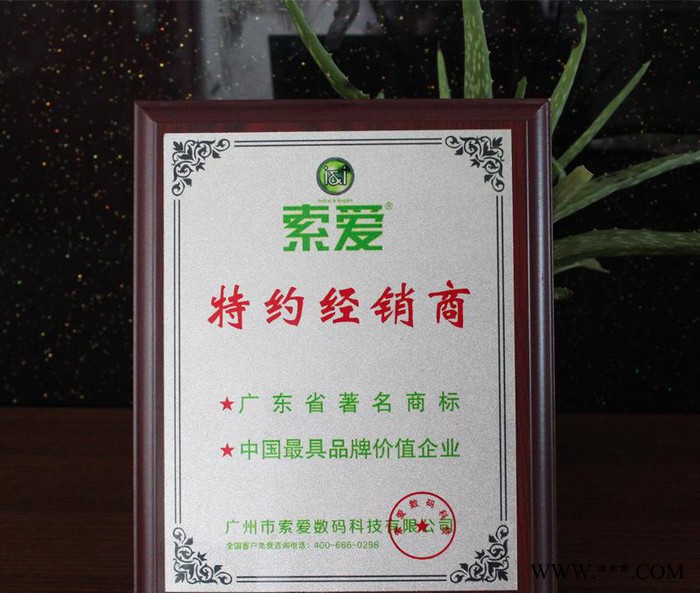 i&i
索爱®
特约经销商
★广东省著名商标
★中国最具品牌价值企业
广州市索爱数码科技有限公司
全国客户免费咨询电话：400-666-0298
WWW.***.COM